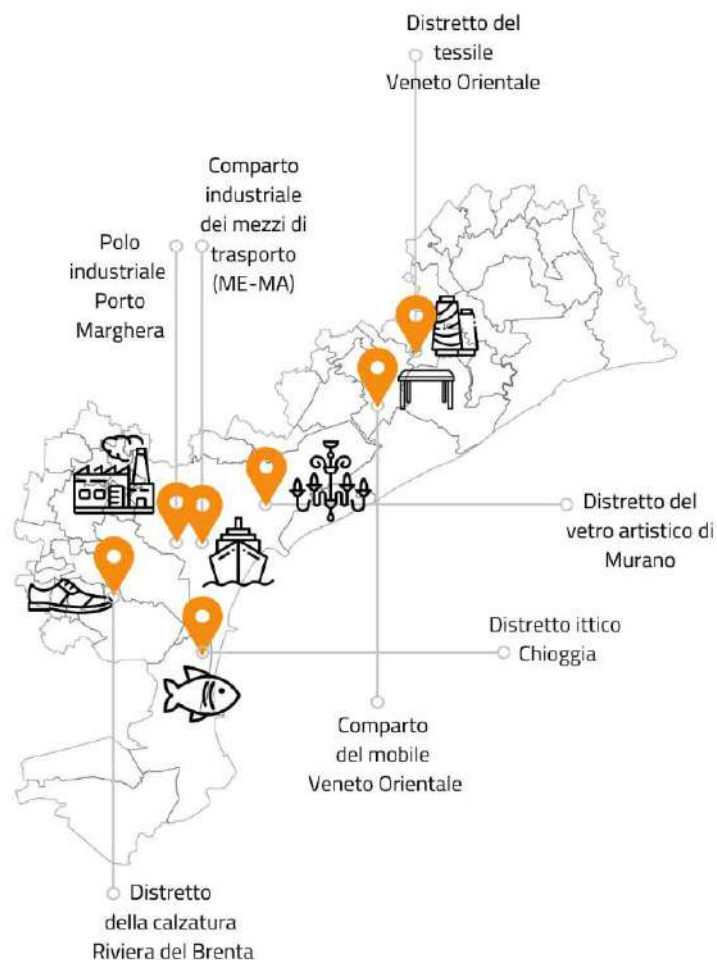 Distretto del
tessile
Veneto Orientale
Comparto
industriale
dei mezzi di
trasporto
(ME-MA)
Polo
industriale
Porto
Marghera
Distretto del
vetro artistico di
Murano
Distretto ittico
Chioggia
Comparto
del mobile
Veneto Orientale
Distretto
della calzatura
Riviera del Brenta